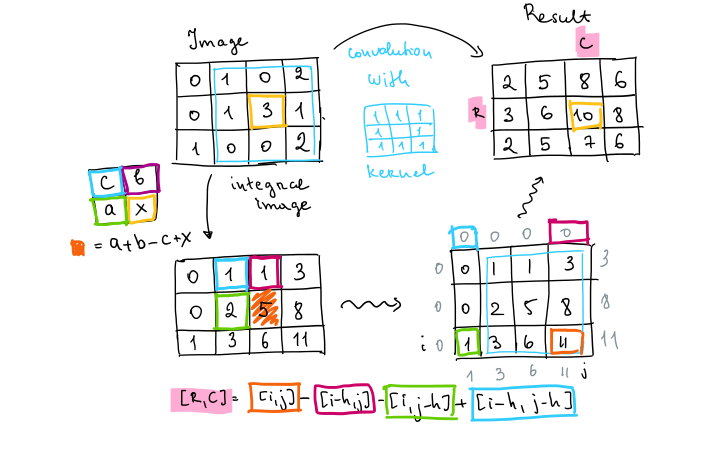 Result
Image
C
convolution
with
0 1 0 2
0 1 3 1
1 0 0 2
1 1 1
1 1
1 1 1
kernel
2 5 8 6
R 3 6 10 8
2 5 7 6
integral
image
c b
a x
= a+b-c+x
0 1 1 3
0 2 5 8
1 3 6 11
0 0 0 0
0 0 1 1 3 3
0 0 2 5 8 8
i 0 1 3 6 11 11
1 3 6 11 j
[R,C] = [i,j] - [i-h,j] - [i,j-h] + [i-h, j-h]